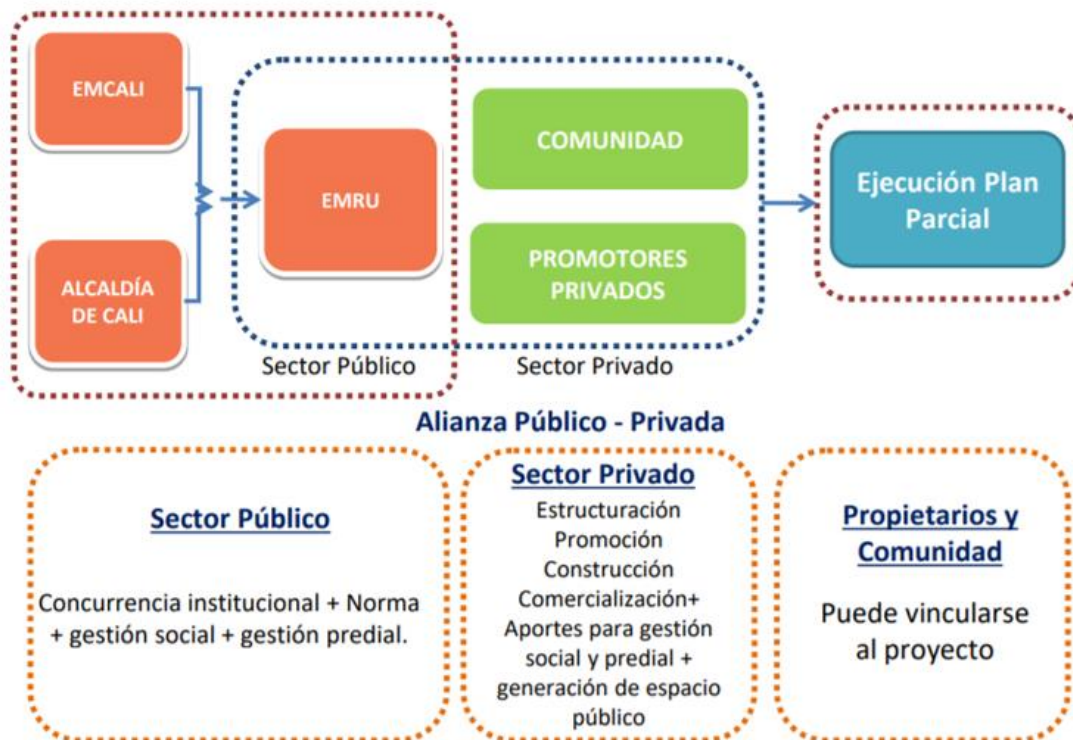 EMCALI
ALCALDÍA
DE CALI
EMRU
COMUNIDAD
PROMOTORES
PRIVADOS
Ejecución Plan
Parcial
Sector Público
Sector Privado
Alianza Público - Privada
Sector Público
Concurrencia institucional + Norma
+ gestión social + gestión predial.
Sector Privado
Estructuración
Promoción
Construcción
Comercialización+
Aportes para gestión
social y predial +
generación de espacio
público
Propietarios y
Comunidad
Puede vincularse
al proyecto